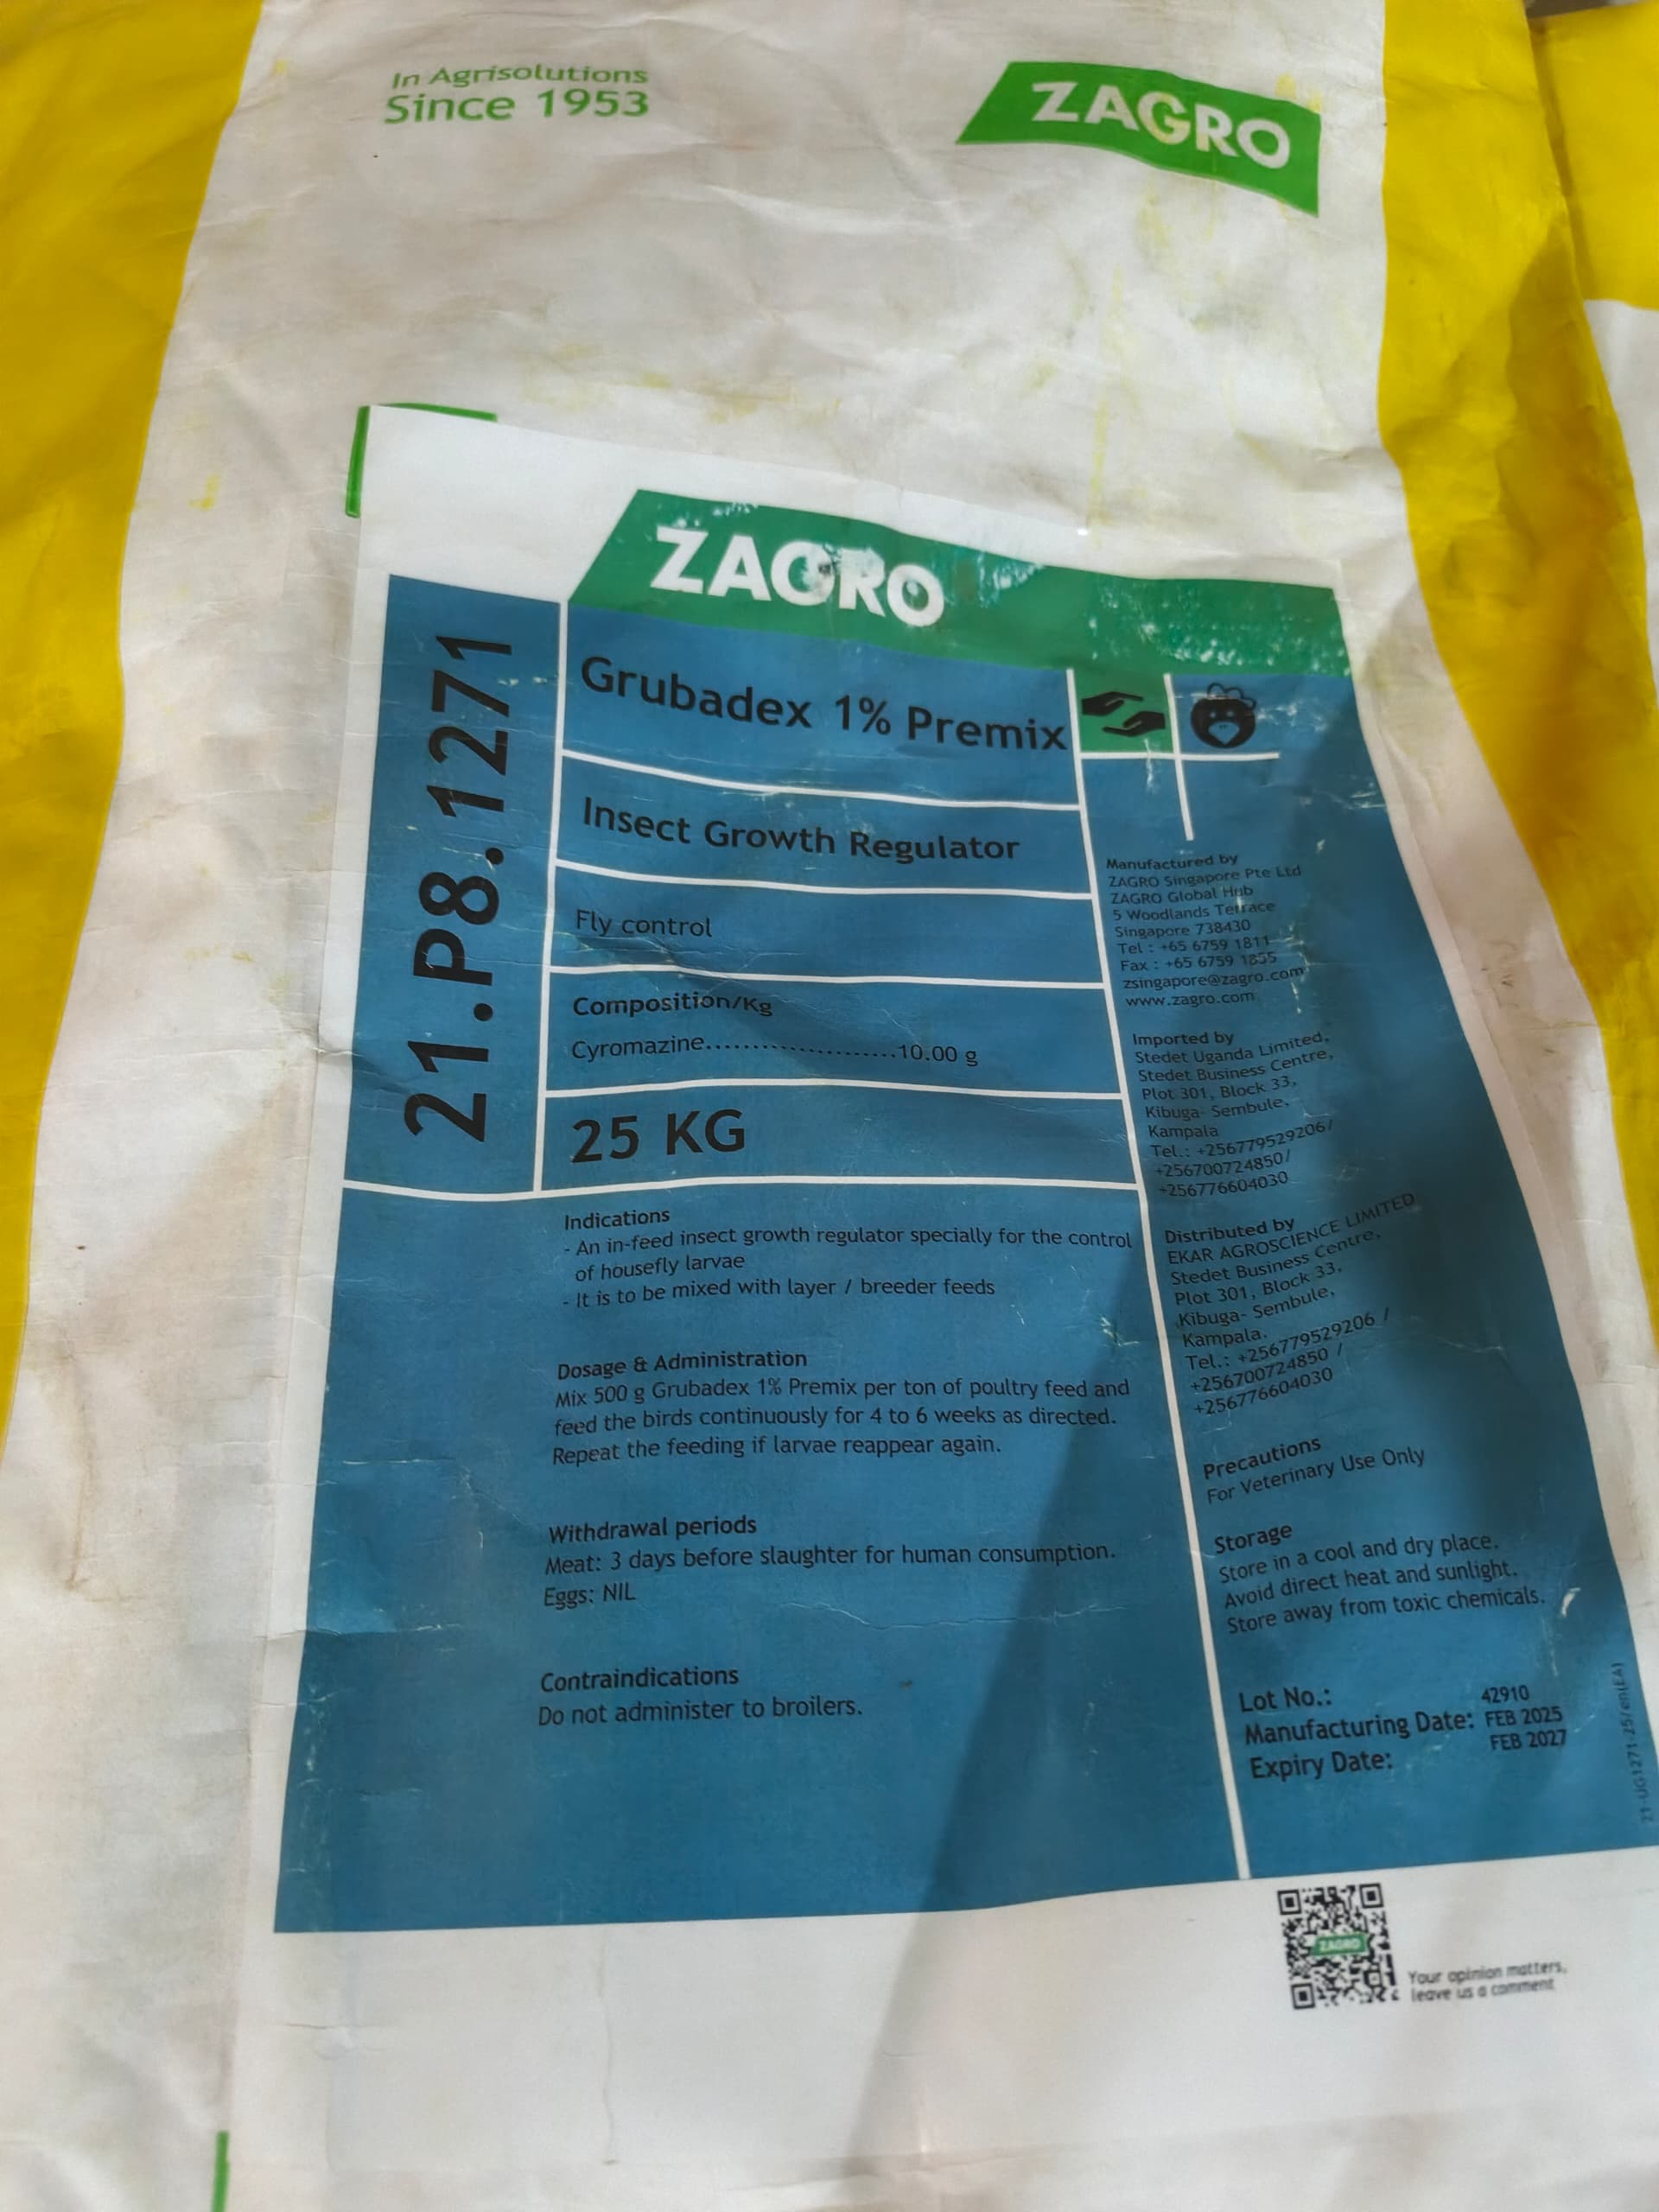 In Agrisolutions
Since 1953
ZAGRO
ZAGRO
21.P8.1271
Grubadex 1% Premix
Insect Growth Regulator
Fly control
Composition/Kg
Cyromazine......................10.00 g
25 KG
Indications
- An in-feed insect growth regulator specially for the control
of housefly larvae
- It is to be mixed with layer / breeder feeds
Dosage & Administration
Mix 500 g Grubadex 1% Premix per ton of poultry feed and
feed the birds continuously for 4 to 6 weeks as directed.
Repeat the feeding if larvae reappear again.
Withdrawal periods
Meat: 3 days before slaughter for human consumption.
Eggs: NIL
Contraindications
Do not administer to broilers.
Manufactured by
ZAGRO Singapore Pte Ltd
ZAGRO Global Hub
5 Woodlands Terrace
Singapore 738430
Tel : +65 6759 1811
Fax : +65 6759 1855
zsingapore@zagro.com
www.zagro.com
Imported by
Stedet Uganda Limited,
Stedet Business Centre,
Plot 301, Block 33,
Kibuga- Sembule,
Kampala
Tel.: +256779529206/
+256700724850/
+256776604030
Distributed by
EKAR AGROSCIENCE LIMITED
Stedet Business Centre,
Plot 301, Block 33,
Kibuga- Sembule,
Kampala.
Tel.: +256779529206 /
+256700724850 /
+256776604030
Precautions
For Veterinary Use Only
Storage
Store in a cool and dry place.
Avoid direct heat and sunlight.
Store away from toxic chemicals.
Lot No.: 42910
Manufacturing Date: FEB 2025
Expiry Date: FEB 2027
21-UG1271-25/en(EA)
ZAGRO
Your opinion matters,
leave us a comment